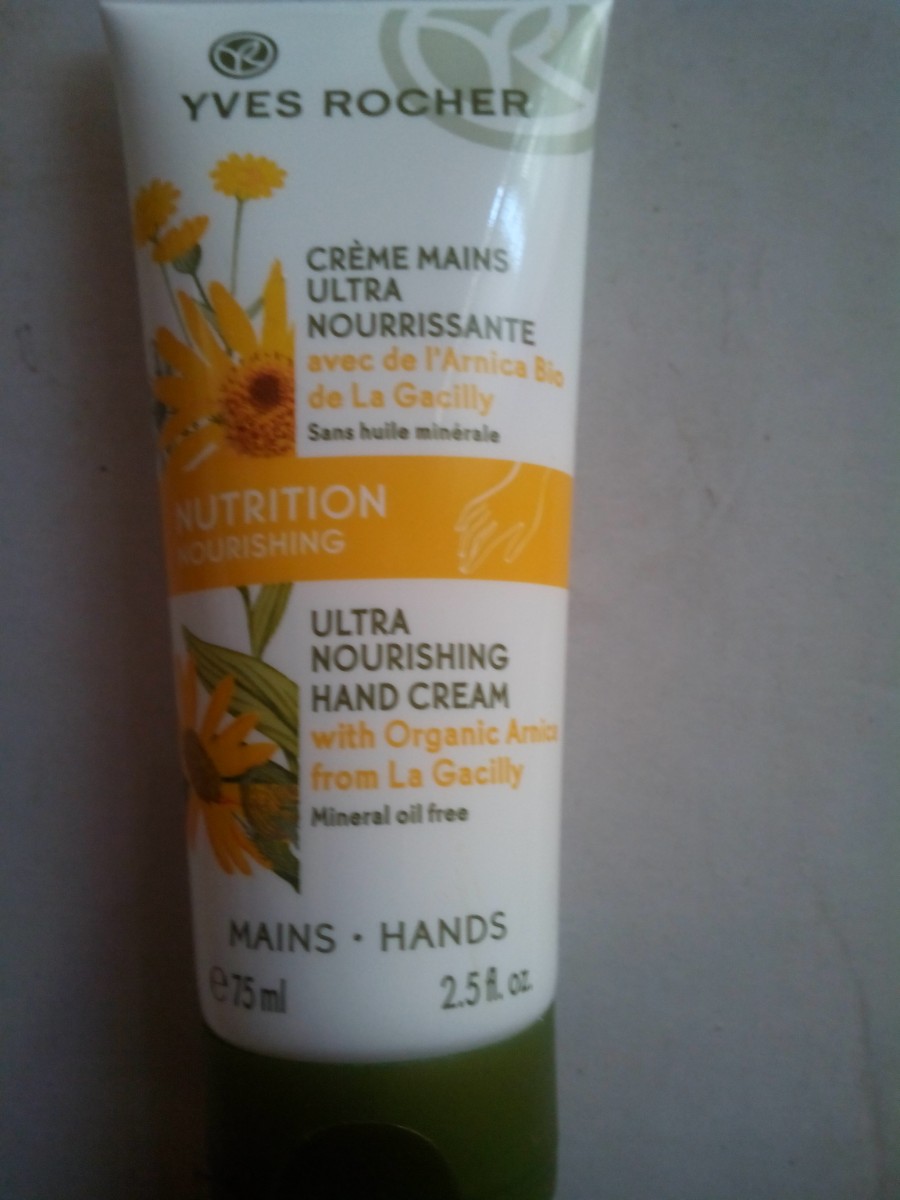 YVES ROCHER
CRÈME MAINS
ULTRA
NOURRISSANTE
avec de l'Arnica Bio
de La Gacilly
Sans huile minérale
NUTRITION
NOURISHING
ULTRA
NOURISHING
HAND CREAM
with Organic Arnica
from La Gacilly
Mineral oil free
MAINS • HANDS
℮ 75 ml 2.5 fl. oz.